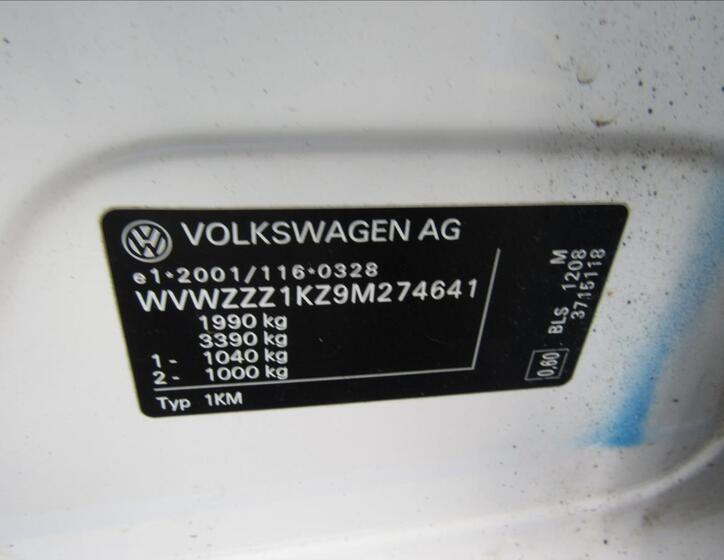 VOLKSWAGEN AG
e1*2001/116*0328
WVWZZZ1KZ9M274641
1990 kg
3390 kg
1- 1040 kg
2- 1000 kg
Typ 1KM
0,60
BLS 1208 M
3715118